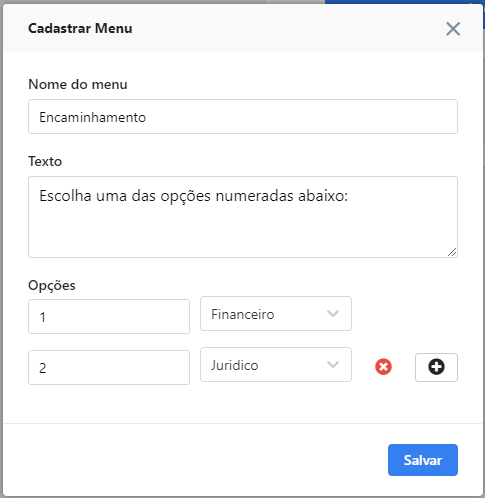 Cadastrar Menu
Nome do menu
Encaminhamento
Texto
Escolha uma das opções numeradas abaixo:
Opções
1 Financeiro
2 Juridico
Salvar